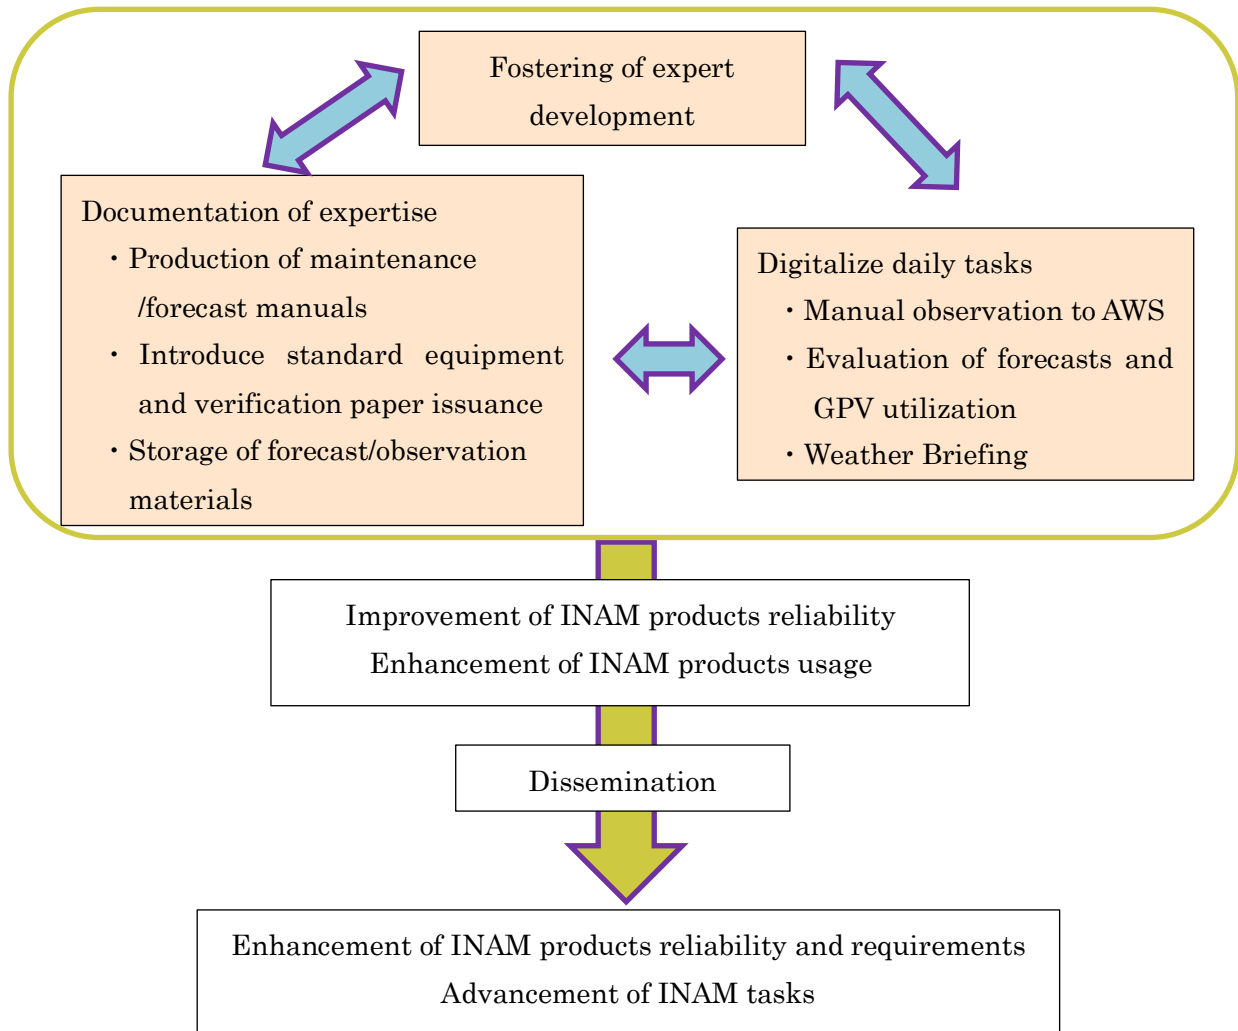 Fostering of expert
development
Documentation of expertise
・Production of maintenance
/forecast manuals
・ Introduce standard equipment
and verification paper issuance
・Storage of forecast/observation
materials
Digitalize daily tasks
・Manual observation to AWS
・Evaluation of forecasts and
GPV utilization
・Weather Briefing
Improvement of INAM products reliability
Enhancement of INAM products usage
Dissemination
Enhancement of INAM products reliability and requirements
Advancement of INAM tasks